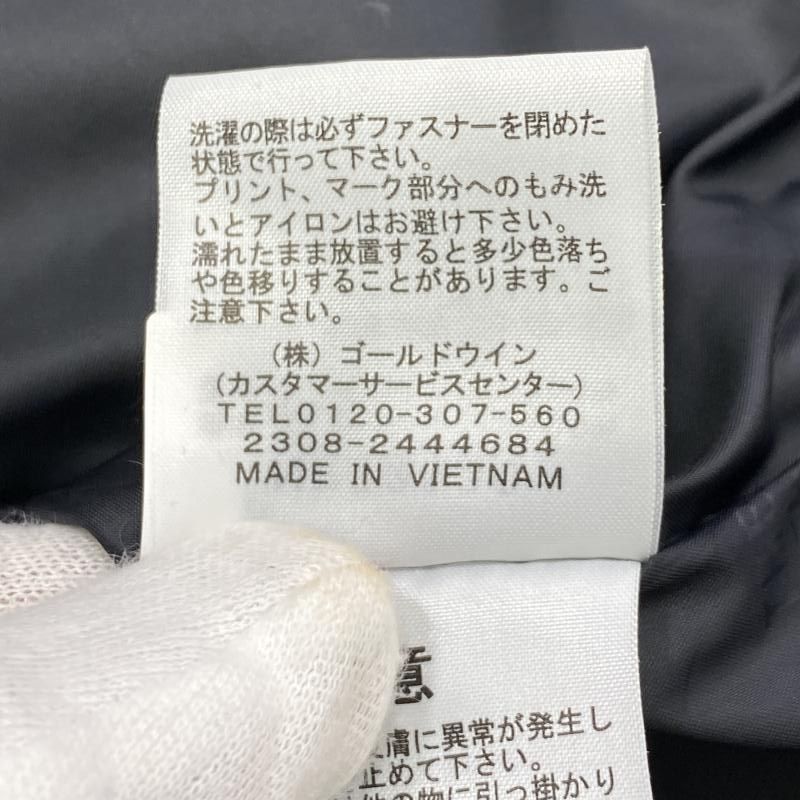 洗濯の際は必ずファスナーを閉めた
状態で行って下さい。
プリント、マーク部分へのもみ洗
いとアイロンはお避け下さい。
濡れたまま放置すると多少色落ち
や色移りすることがあります。ご
注意下さい。
(株)ゴールドウイン
(カスタマーサービスセンター)
TEL0120-307-560
2308-2444684
MADE IN VIETNAM
意
皮膚に異常が発生し
止めて下さい。
他の物に引っ掛かり